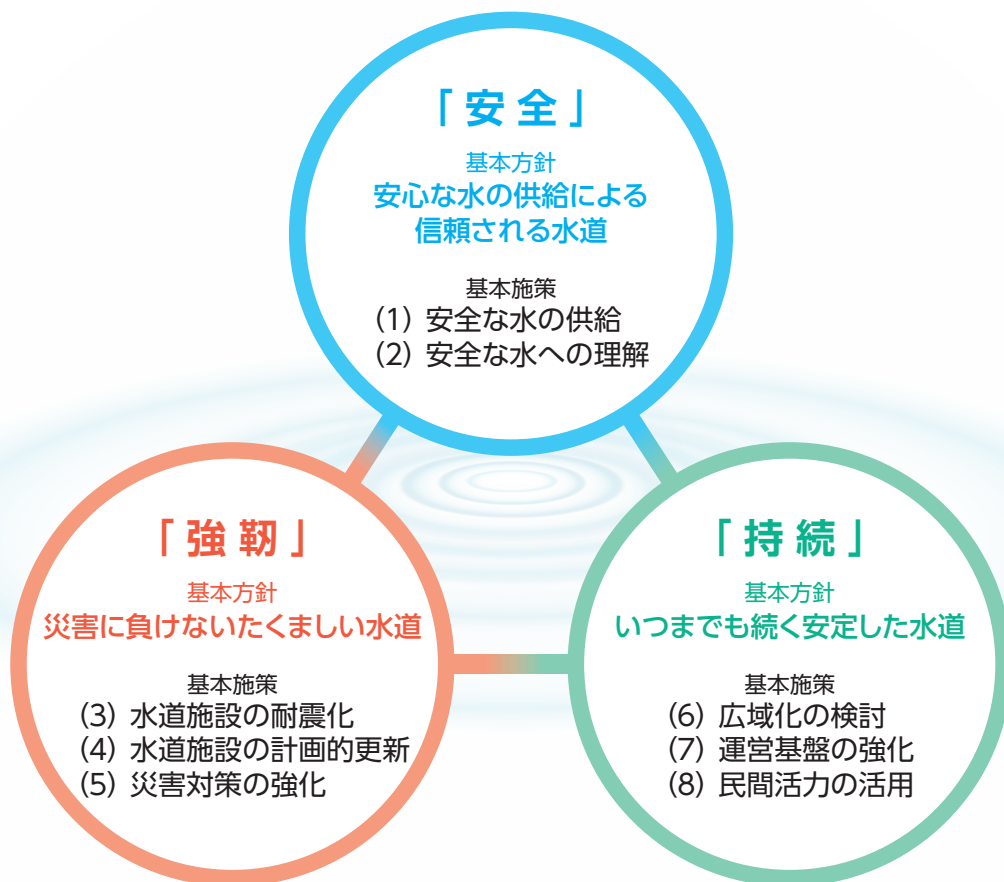 「安全」
基本方針
安心な水の供給による
信頼される水道
基本施策
(1) 安全な水の供給
(2) 安全な水への理解
「強靭」
基本方針
災害に負けないたくましい水道
基本施策
(3) 水道施設の耐震化
(4) 水道施設の計画的更新
(5) 災害対策の強化
「持続」
基本方針
いつまでも続く安定した水道
基本施策
(6) 広域化の検討
(7) 運営基盤の強化
(8) 民間活力の活用